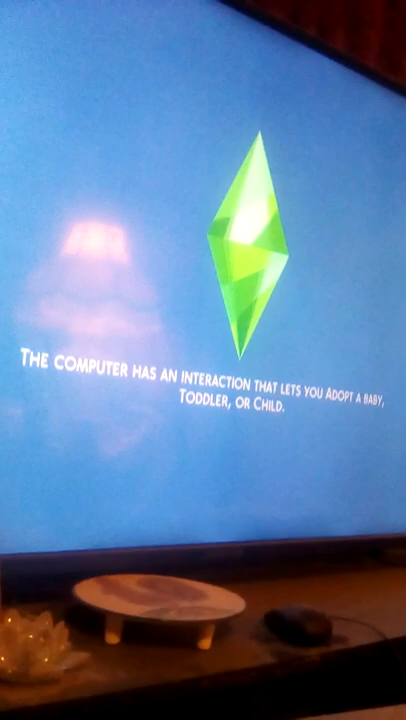 The computer has an interaction that lets you Adopt a baby,
Toddler, or Child.